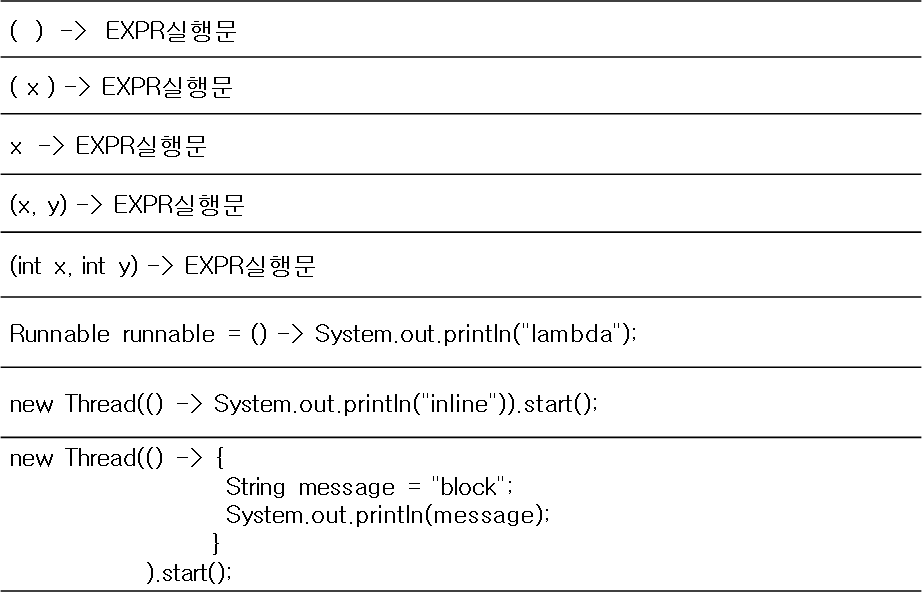 ( ) -> EXPR실행문
( x ) -> EXPR실행문
x -> EXPR실행문
(x, y) -> EXPR실행문
(int x, int y) -> EXPR실행문
Runnable runnable = () -> System.out.println("lambda");
new Thread(() -> System.out.println("inline")).start();
new Thread(() -> {
String message = "block";
System.out.println(message);
}
).start();